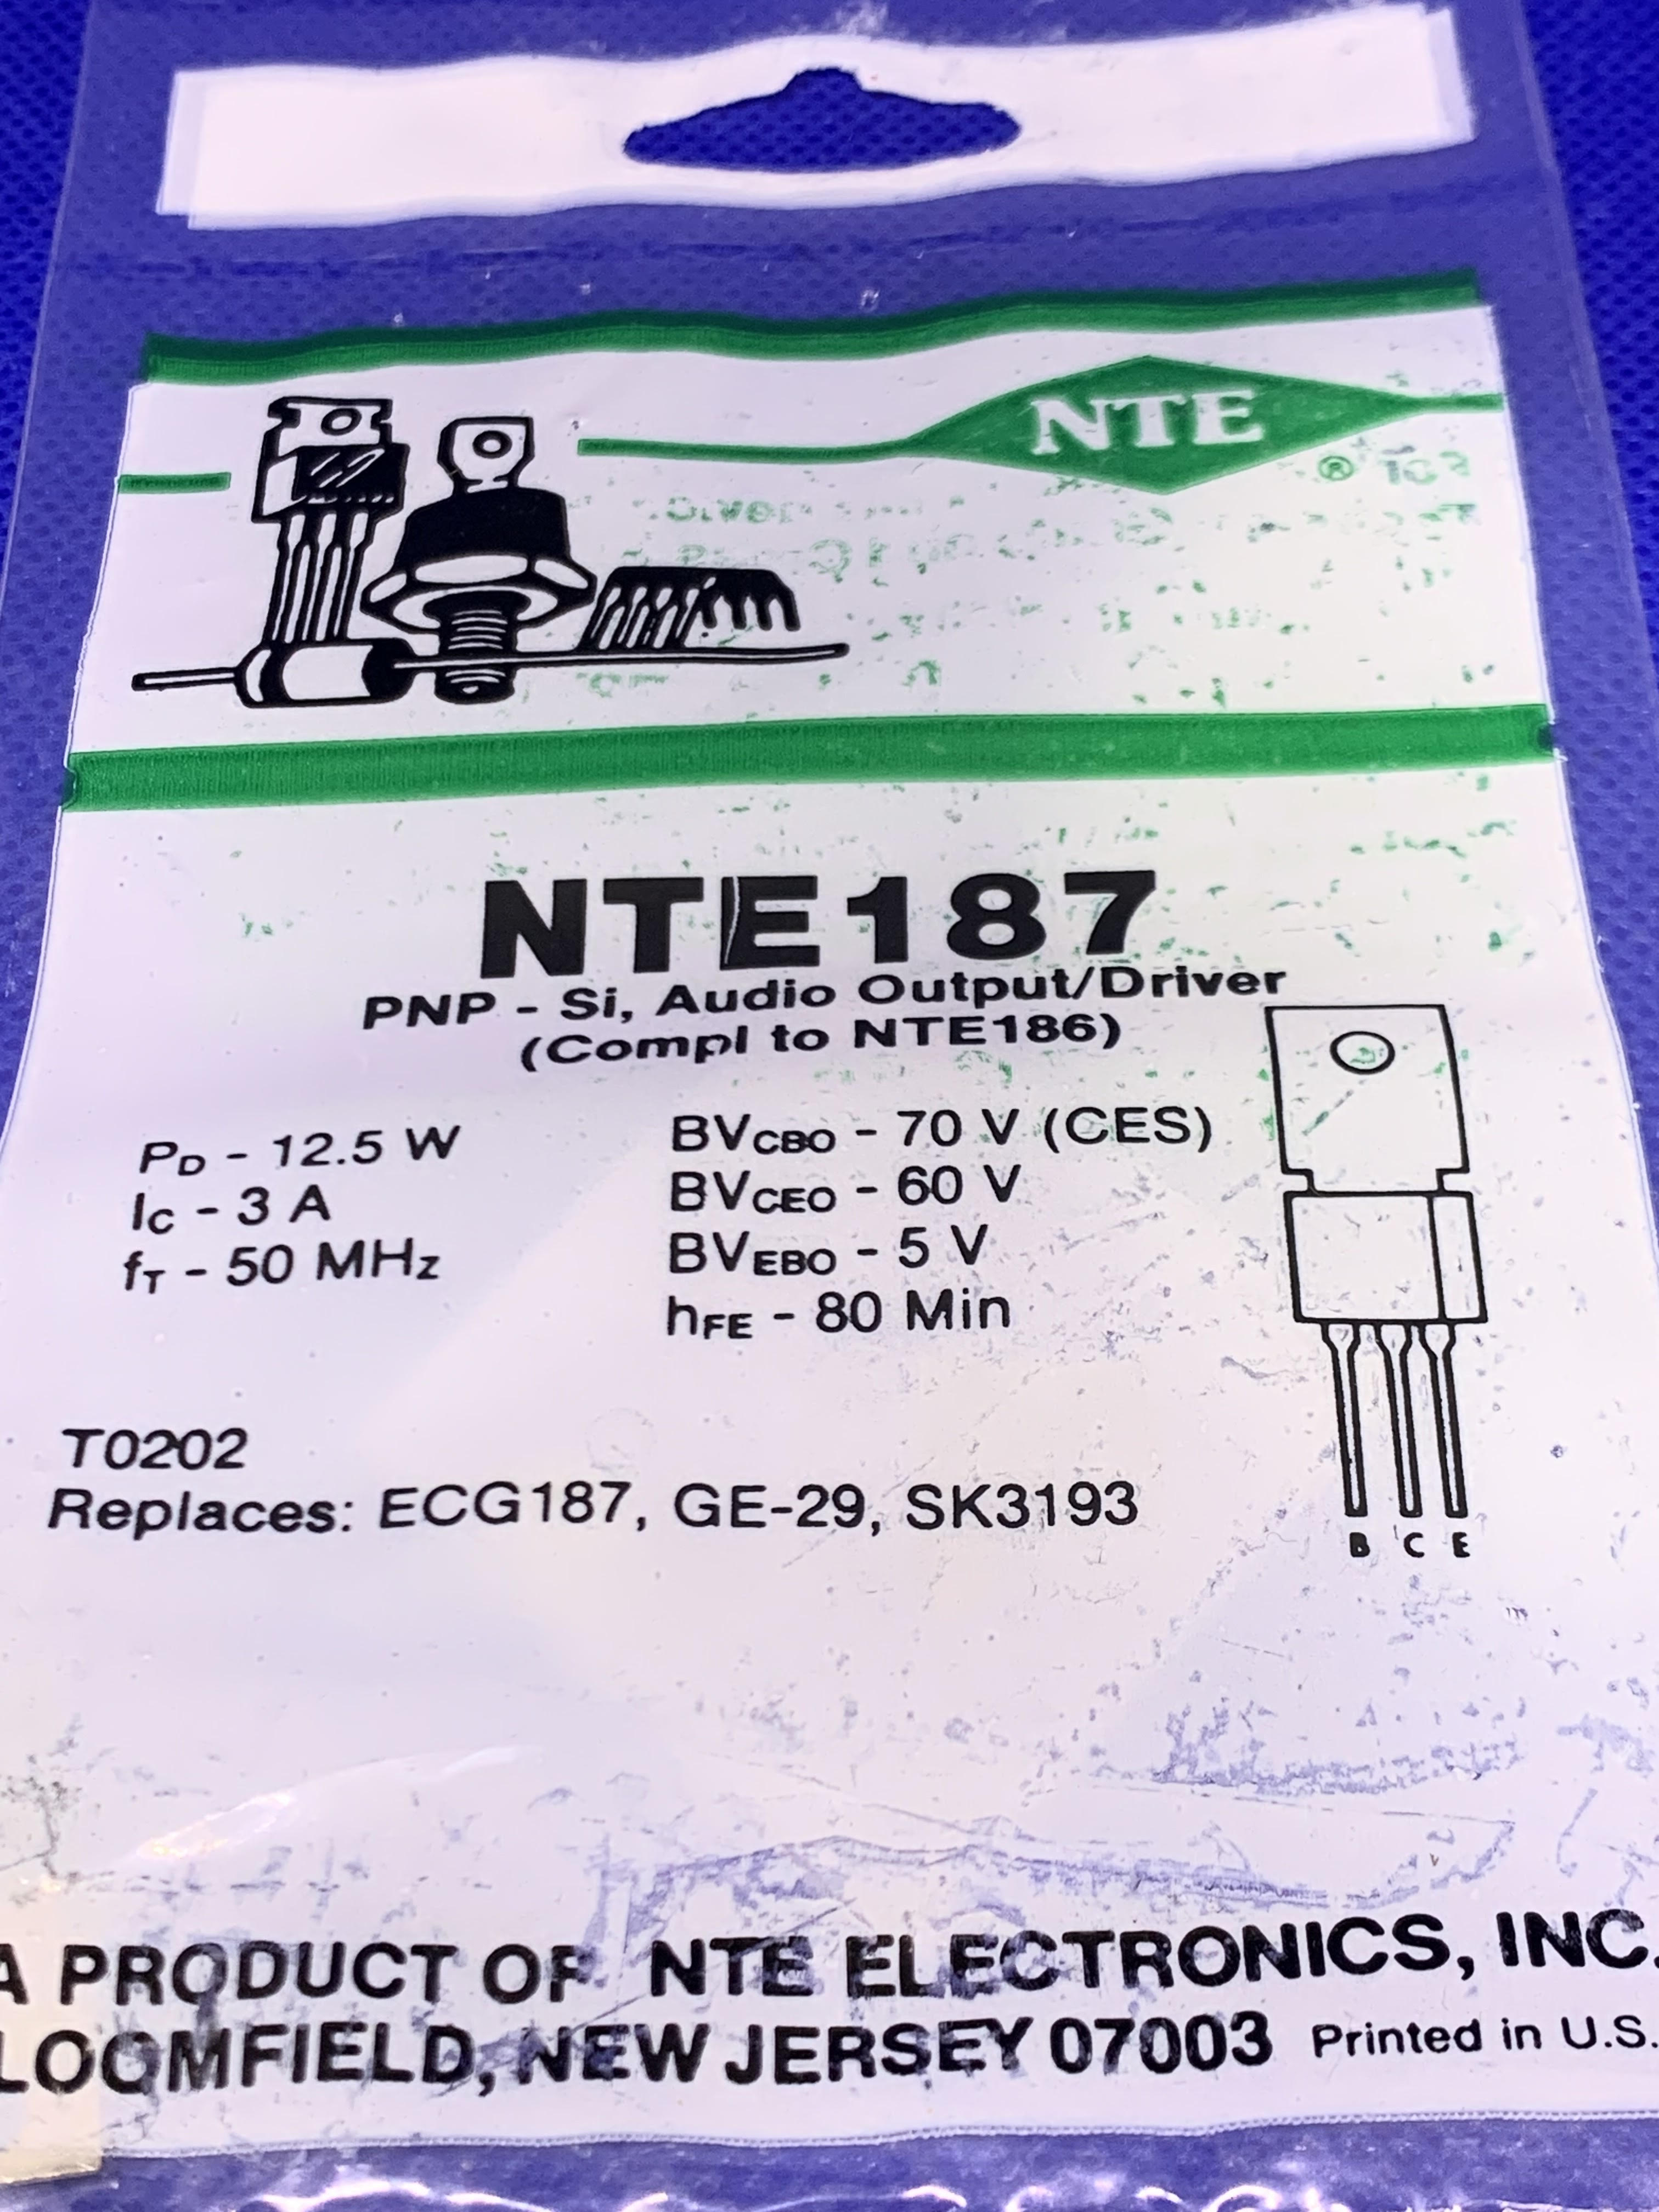 NTE
®
NTE187
PNP - Si, Audio Output/Driver
(Compl to NTE186)
PD - 12.5 W
IC - 3 A
fT - 50 MHz
BVCBO - 70 V (CES)
BVCEO - 60 V
BVEBO - 5 V
hFE - 80 Min
B C E
T0202
Replaces: ECG187, GE-29, SK3193
A PRODUCT OF NTE ELECTRONICS, INC.
LOOMFIELD, NEW JERSEY 07003 Printed in U.S.